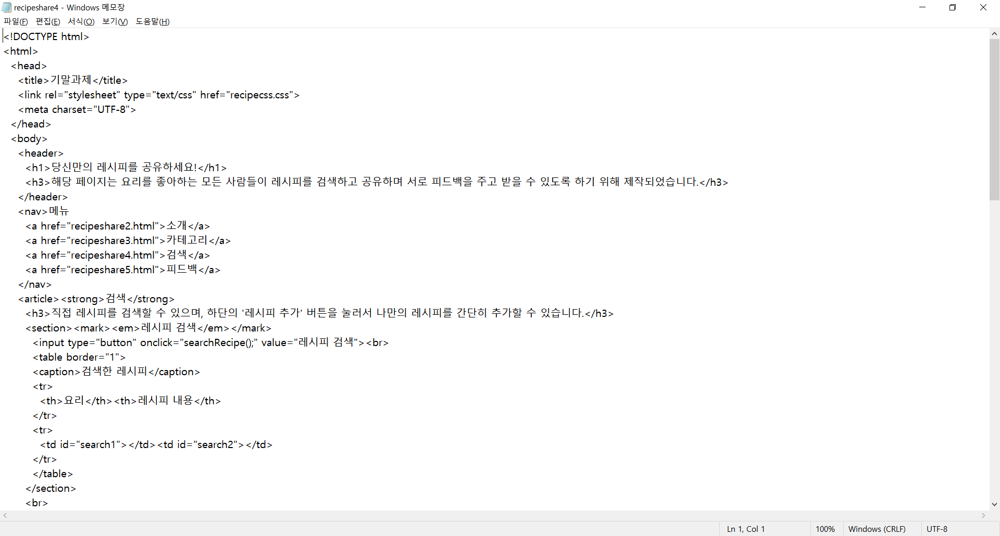 recipeshare4 - Windows 메모장
파일(F) 편집(E) 서식(O) 보기(V) 도움말(H)
<!DOCTYPE html>
<html>
<head>
<title>기말과제</title>
<link rel="stylesheet" type="text/css" href="recipecss.css">
<meta charset="UTF-8">
</head>
<body>
<header>
<h1>당신만의 레시피를 공유하세요!</h1>
<h3>해당 페이지는 요리를 좋아하는 모든 사람들이 레시피를 검색하고 공유하며 서로 피드백을 주고 받을 수 있도록 하기 위해 제작되었습니다.</h3>
</header>
<nav>메뉴
<a href="recipeshare2.html">소개</a>
<a href="recipeshare3.html">카테고리</a>
<a href="recipeshare4.html">검색</a>
<a href="recipeshare5.html">피드백</a>
</nav>
<article><strong>검색</strong>
<h3>직접 레시피를 검색할 수 있으며, 하단의 '레시피 추가' 버튼을 눌러서 나만의 레시피를 간단히 추가할 수 있습니다.</h3>
<section><mark><em>레시피 검색</em></mark>
<input type="button" onclick="searchRecipe();" value="레시피 검색"><br>
<table border="1">
<caption>검색한 레시피</caption>
<tr>
<th>요리</th><th>레시피 내용</th>
</tr>
<tr>
<td id="search1"></td><td id="search2"></td>
</tr>
</table>
</section>
<br>
Ln 1, Col 1 100% Windows (CRLF) UTF-8